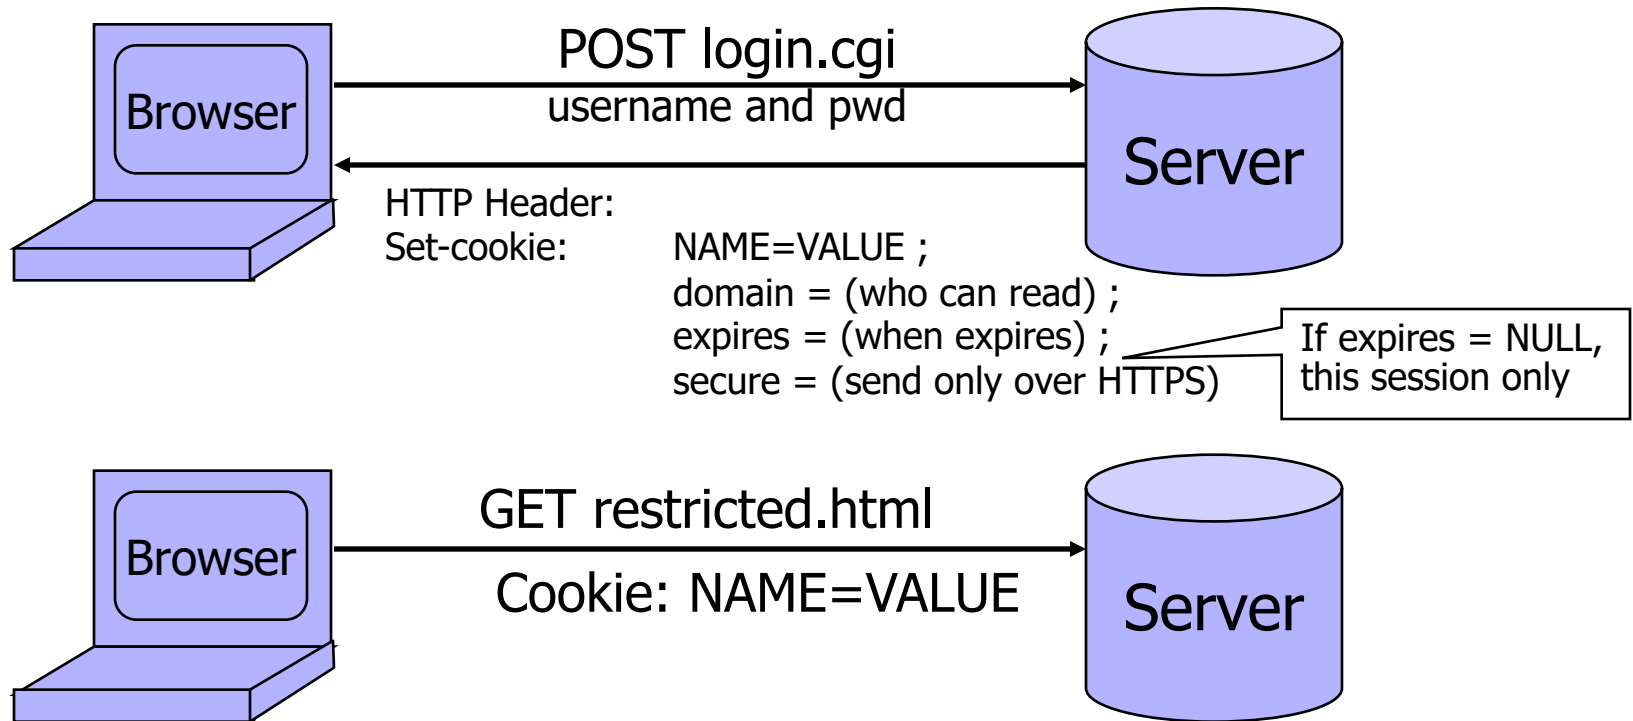 Browser
POST login.cgi
username and pwd
Server
HTTP Header:
Set-cookie: NAME=VALUE ;
domain = (who can read) ;
expires = (when expires) ;
secure = (send only over HTTPS)
If expires = NULL,
this session only
Browser
GET restricted.html
Cookie: NAME=VALUE
Server